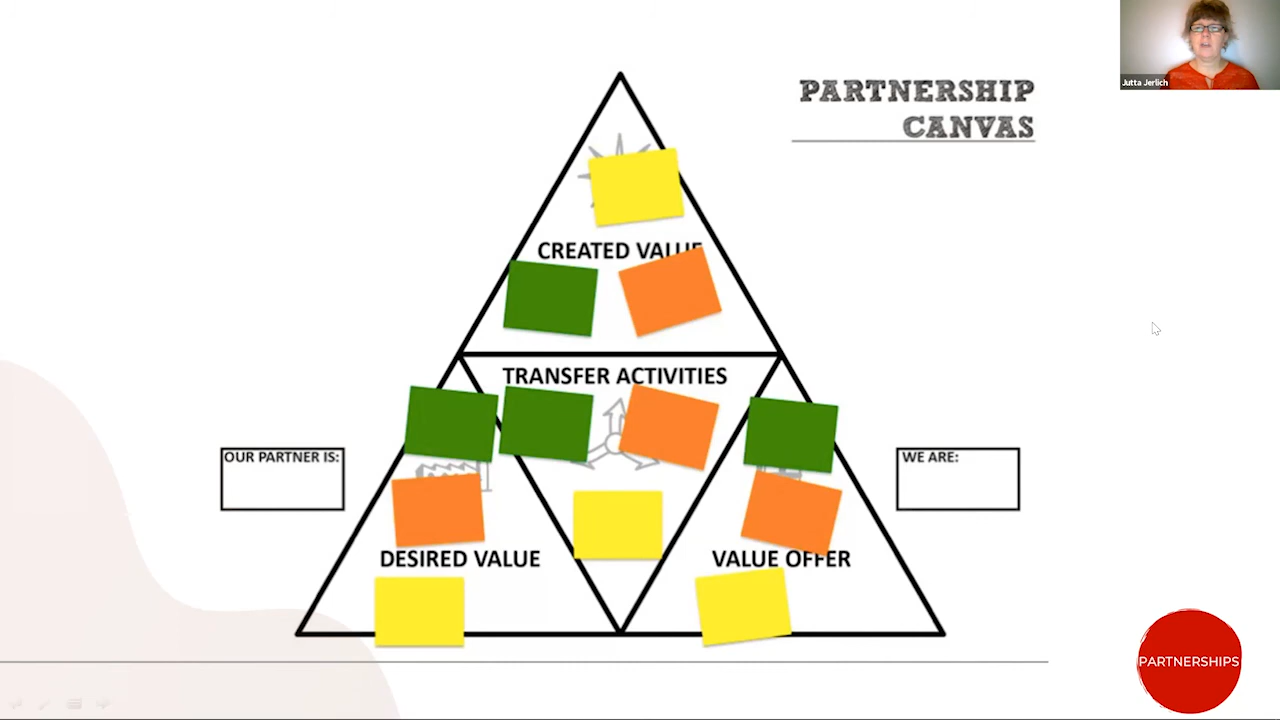 Jutta Jerlich
PARTNERSHIP
CANVAS
CREATED VALUE
TRANSFER ACTIVITIES
OUR PARTNER IS:
WE ARE:
DESIRED VALUE
VALUE OFFER
PARTNERSHIPS